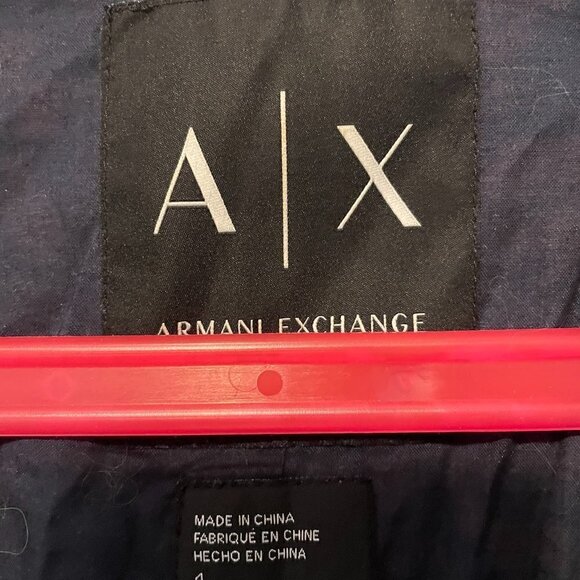 A|X
ARMANI EXCHANGE
MADE IN CHINA
FABRIQUÉ EN CHINE
HECHO EN CHINA